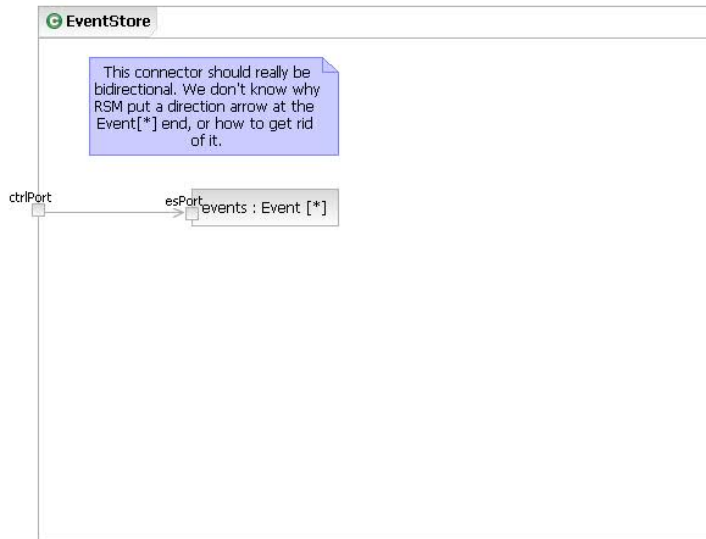 EventStore
This connector should really be
bidirectional. We don't know why
RSM put a direction arrow at the
Event[*] end, or how to get rid
of it.
ctrlPort
esPort
events : Event [*]